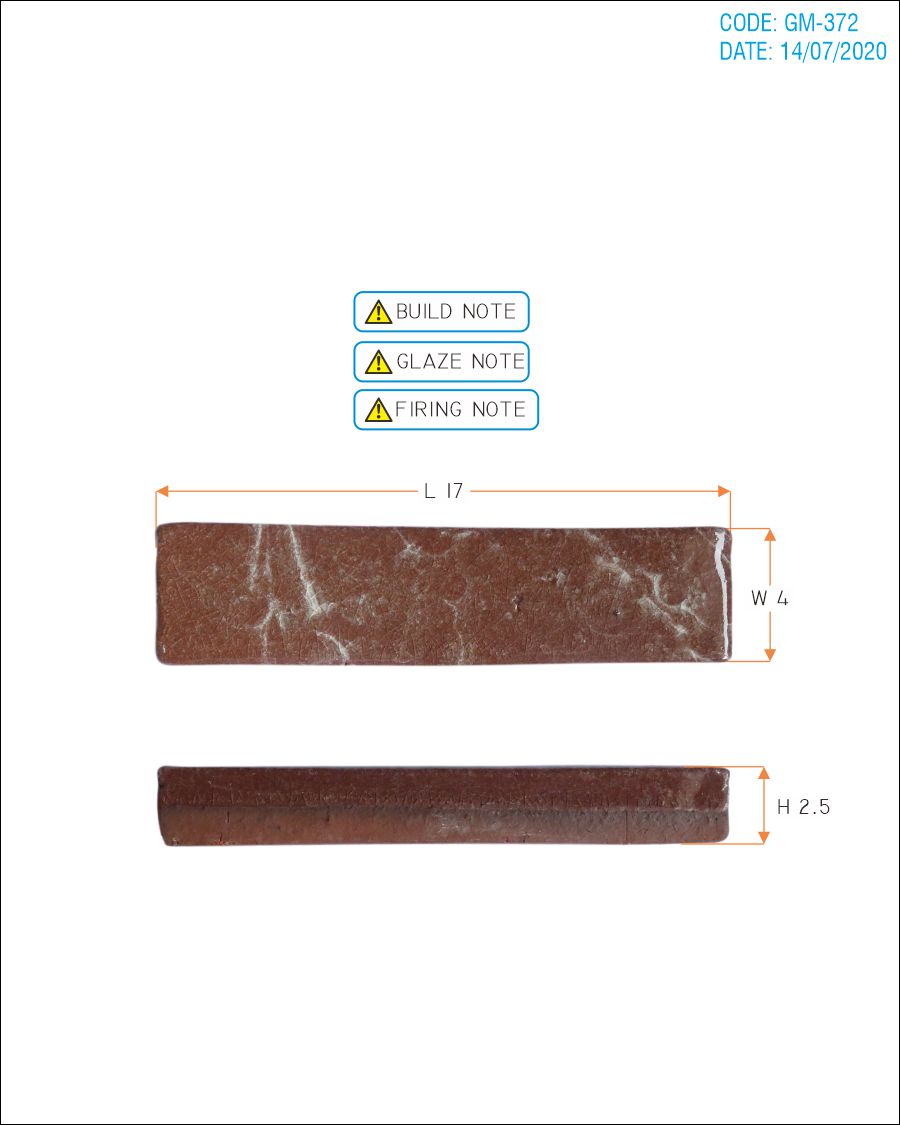 CODE: GM-372
DATE: 14/07/2020
BUILD NOTE
GLAZE NOTE
FIRING NOTE
L 17
W 4
H 2.5